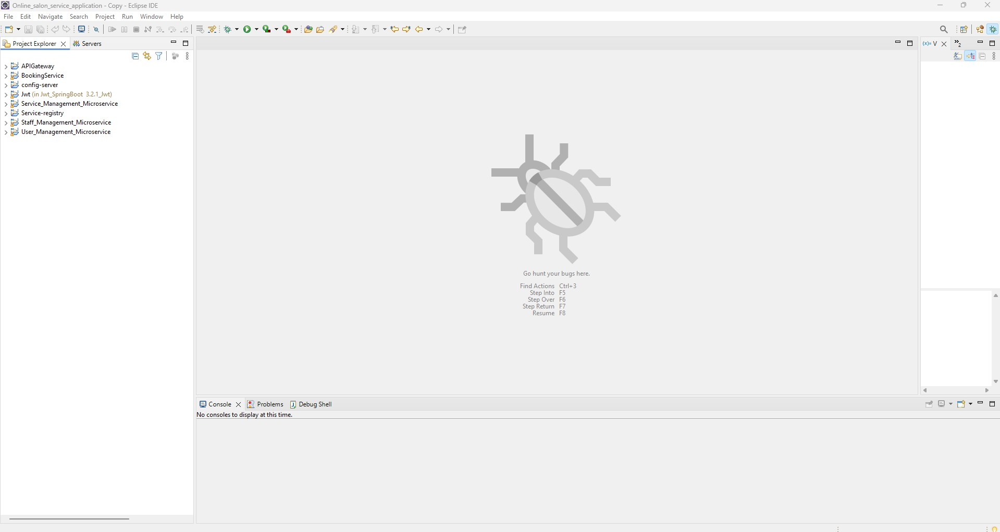 Online_salon_service_application - Copy - Eclipse IDE
File Edit Navigate Search Project Run Window Help
Project Explorer Servers
(x)= V
»2
APIGateway
BookingService
config-server
Jwt (in Jwt_SpringBoot 3.2.1_Jwt)
Service_Management_Microservice
Service-registry
Staff_Management_Microservice
User_Management_Microservice
Go hunt your bugs here.
Find Actions Ctrl+3
Step Into F5
Step Over F6
Step Return F7
Resume F8
Console Problems Debug Shell
No consoles to display at this time.